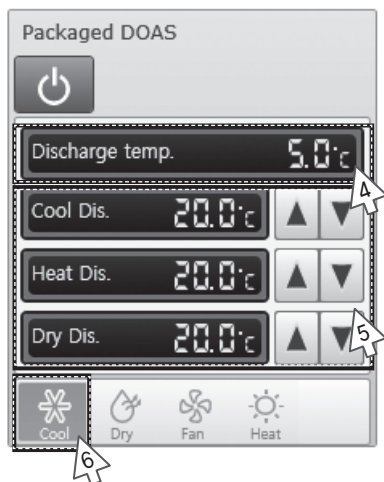 Packaged DOAS
Discharge temp. 5.0°c
4
Cool Dis. 20.0°c
Heat Dis. 20.0°c
Dry Dis. 20.0°c
5
Cool Dry Fan Heat
6